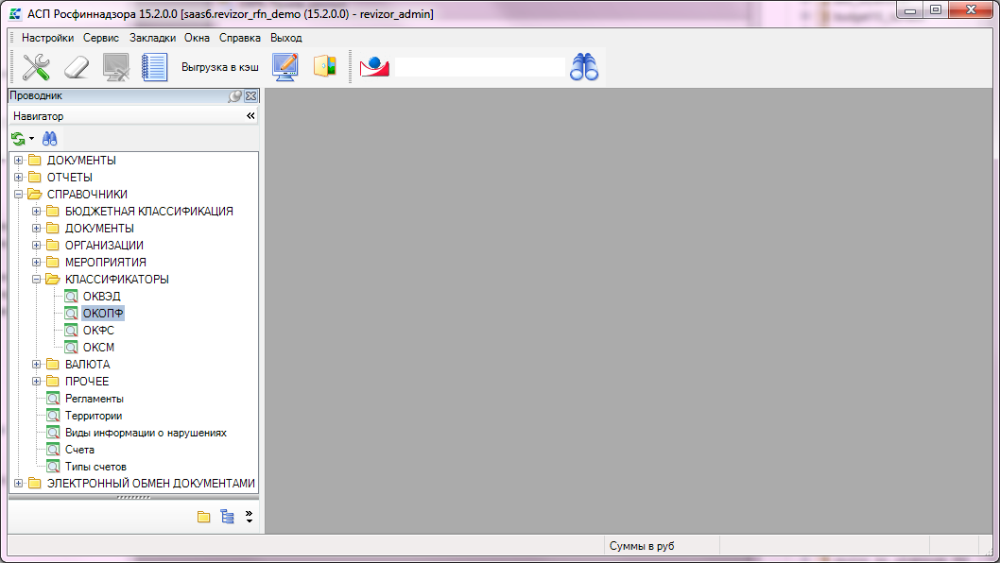 АСП Росфиннадзора 15.2.0.0 [saas6.revizor_rfn_demo (15.2.0.0) - revizor_admin]
Настройки Сервис Закладки Окна Справка Выход
Выгрузка в кэш
Проводник
Навигатор
ДОКУМЕНТЫ
ОТЧЕТЫ
СПРАВОЧНИКИ
БЮДЖЕТНАЯ КЛАССИФИКАЦИЯ
ДОКУМЕНТЫ
ОРГАНИЗАЦИИ
МЕРОПРИЯТИЯ
КЛАССИФИКАТОРЫ
ОКВЭД
ОКОПФ
ОКФС
ОКСМ
ВАЛЮТА
ПРОЧЕЕ
Регламенты
Территории
Виды информации о нарушениях
Счета
Типы счетов
ЭЛЕКТРОННЫЙ ОБМЕН ДОКУМЕНТАМИ
Суммы в руб